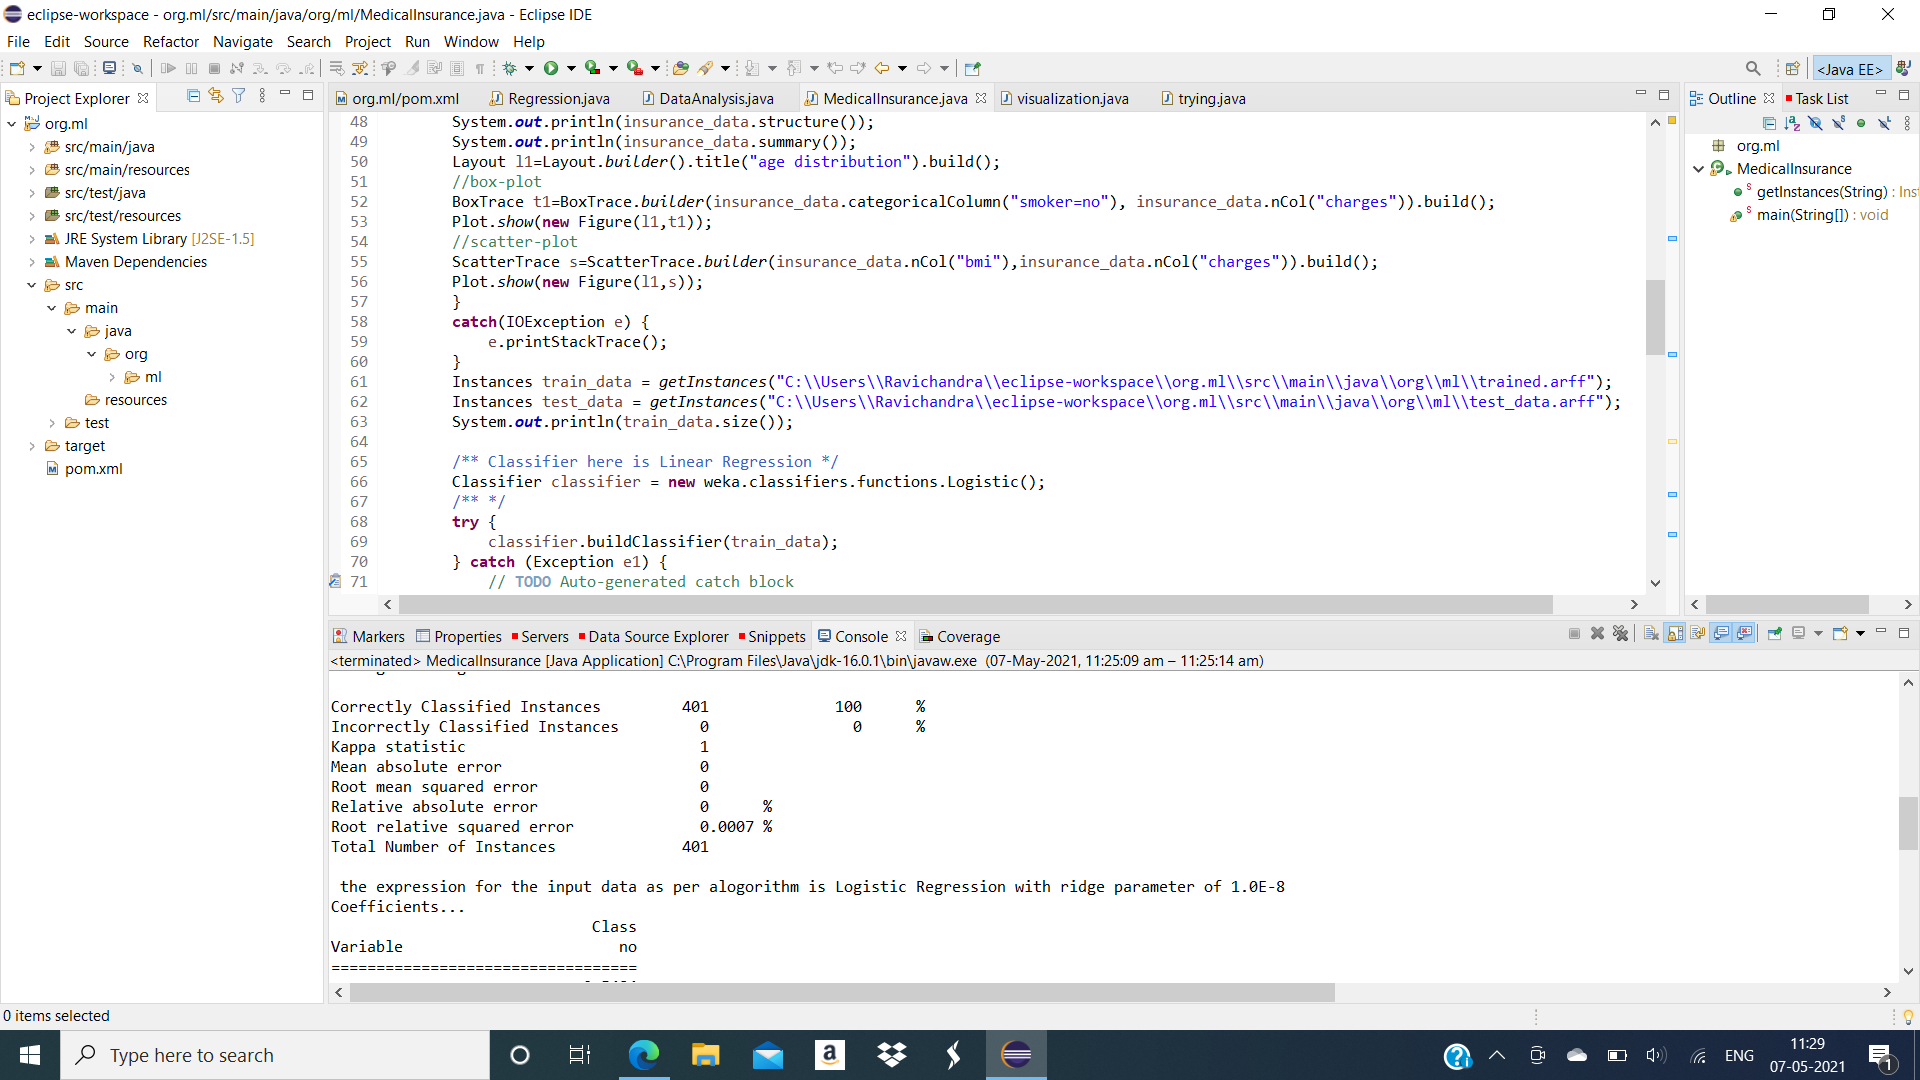 eclipse-workspace - org.ml/src/main/java/org/ml/MedicalInsurance.java - Eclipse IDE
File Edit Source Refactor Navigate Search Project Run Window Help
<Java EE>
Project Explorer
org.ml
src/main/java
src/main/resources
src/test/java
src/test/resources
JRE System Library [J2SE-1.5]
Maven Dependencies
src
main
java
org
ml
resources
test
target
pom.xml
org.ml/pom.xml Regression.java DataAnalysis.java MedicalInsurance.java visualization.java trying.java
48 System.out.println(insurance_data.structure());
49 System.out.println(insurance_data.summary());
50 Layout l1=Layout.builder().title("age distribution").build();
51 //box-plot
52 BoxTrace t1=BoxTrace.builder(insurance_data.categoricalColumn("smoker=no"), insurance_data.nCol("charges")).build();
53 Plot.show(new Figure(l1,t1));
54 //scatter-plot
55 ScatterTrace s=ScatterTrace.builder(insurance_data.nCol("bmi"),insurance_data.nCol("charges")).build();
56 Plot.show(new Figure(l1,s));
57 }
58 catch(IOException e) {
59 e.printStackTrace();
60 }
61 Instances train_data = getInstances("C:\\Users\\Ravichandra\\eclipse-workspace\\org.ml\\src\\main\\java\\org\\ml\\trained.arff");
62 Instances test_data = getInstances("C:\\Users\\Ravichandra\\eclipse-workspace\\org.ml\\src\\main\\java\\org\\ml\\test_data.arff");
63 System.out.println(train_data.size());
64
65 /** Classifier here is Linear Regression */
66 Classifier classifier = new weka.classifiers.functions.Logistic();
67 /** */
68 try {
69 classifier.buildClassifier(train_data);
70 } catch (Exception e1) {
71 // TODO Auto-generated catch block
Outline Task List
org.ml
MedicalInsurance
getInstances(String) : Inst
main(String[]) : void
Markers Properties Servers Data Source Explorer Snippets Console Coverage
<terminated> MedicalInsurance [Java Application] C:\Program Files\Java\jdk-16.0.1\bin\javaw.exe (07-May-2021, 11:25:09 am – 11:25:14 am)
Correctly Classified Instances 401 100 %
Incorrectly Classified Instances 0 0 %
Kappa statistic 1
Mean absolute error 0
Root mean squared error 0
Relative absolute error 0 %
Root relative squared error 0.0007 %
Total Number of Instances 401
the expression for the input data as per alogorithm is Logistic Regression with ridge parameter of 1.0E-8
Coefficients...
Class
Variable no
==================================
0 items selected
Type here to search
ENG
11:29
07-05-2021
1